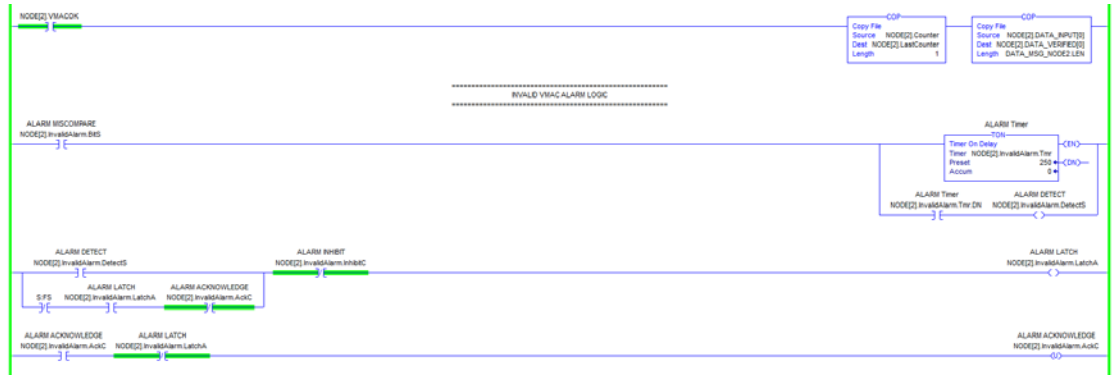 NODE[2].VMACOK
COP
Copy File
Source NODE[2].Counter
Dest NODE[2].LastCounter
Length 1
COP
Copy File
Source NODE[2].DATA_INPUT[0]
Dest NODE[2].DATA_VERIFIED[0]
Length DATA_MSG_NODE2.LEN
INVALID VMAC ALARM LOGIC
ALARM MISCOMPARE
NODE[2].InvalidAlarm.BitS
ALARM Timer
TON
Timer On Delay
Timer NODE[2].InvalidAlarm.Tmr
Preset 250
Accum 0
EN
DN
ALARM Timer
NODE[2].InvalidAlarm.Tmr.DN
ALARM DETECT
NODE[2].InvalidAlarm.DetectS
ALARM DETECT
NODE[2].InvalidAlarm.DetectS
ALARM INHIBIT
NODE[2].InvalidAlarm.InhibitC
ALARM LATCH
NODE[2].InvalidAlarm.LatchA
S:FS
ALARM LATCH
NODE[2].InvalidAlarm.LatchA
ALARM ACKNOWLEDGE
NODE[2].InvalidAlarm.AckC
ALARM ACKNOWLEDGE
NODE[2].InvalidAlarm.AckC
ALARM LATCH
NODE[2].InvalidAlarm.LatchA
ALARM ACKNOWLEDGE
NODE[2].InvalidAlarm.AckC
U